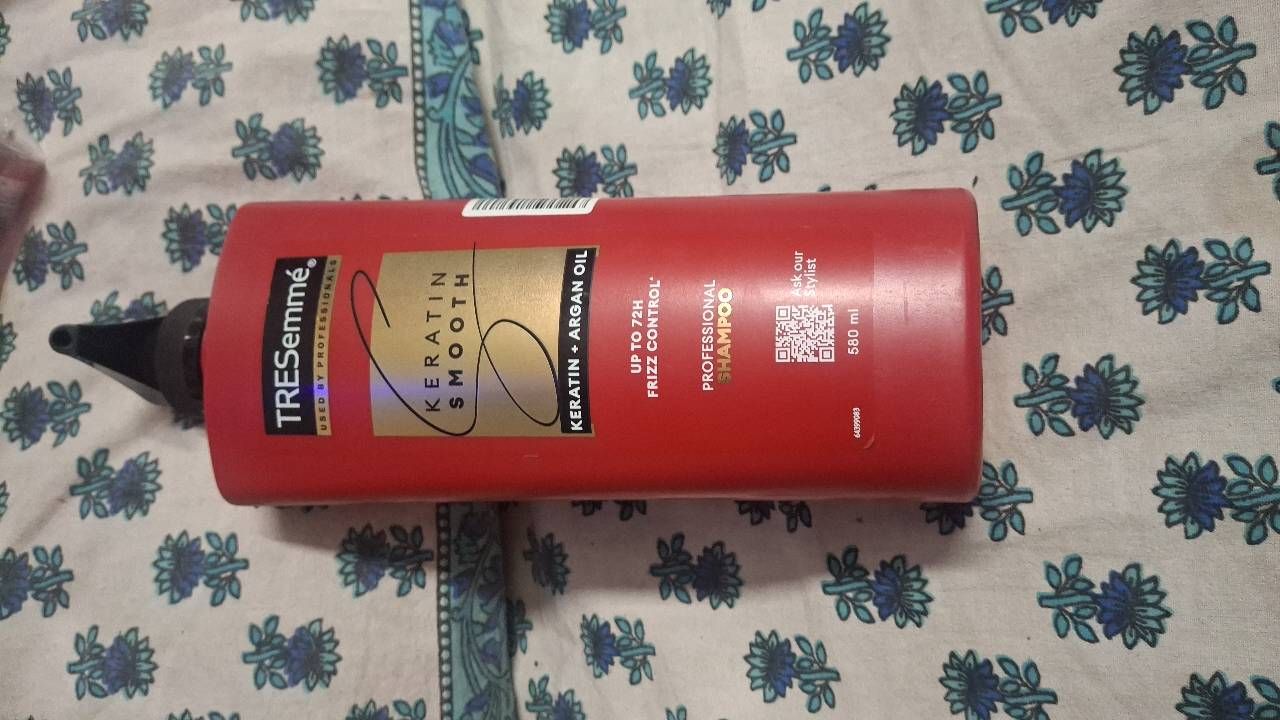 TRESemmé®
USED BY PROFESSIONALS
KERATIN
SMOOTH
KERATIN + ARGAN OIL
UP TO 72H
FRIZZ CONTROL*
PROFESSIONAL
SHAMPOO
Ask our
Stylist
580 ml
64399983